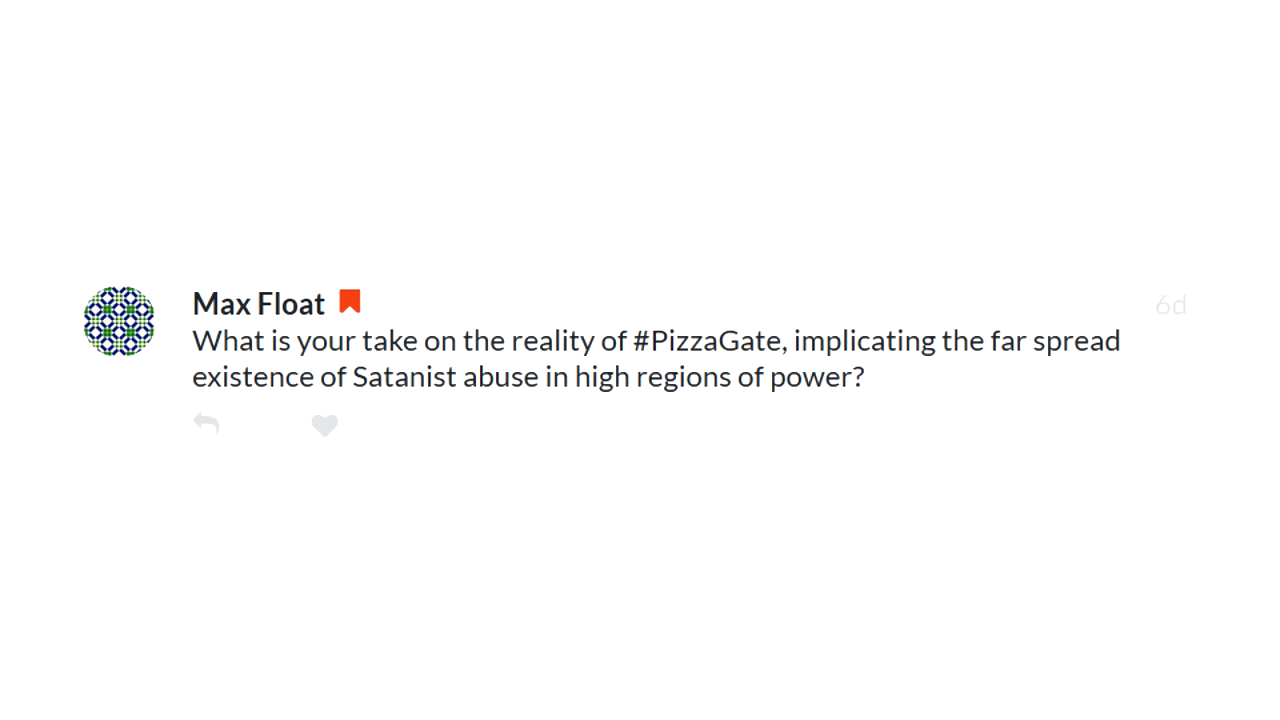 Max Float
6d
What is your take on the reality of #PizzaGate, implicating the far spread
existence of Satanist abuse in high regions of power?